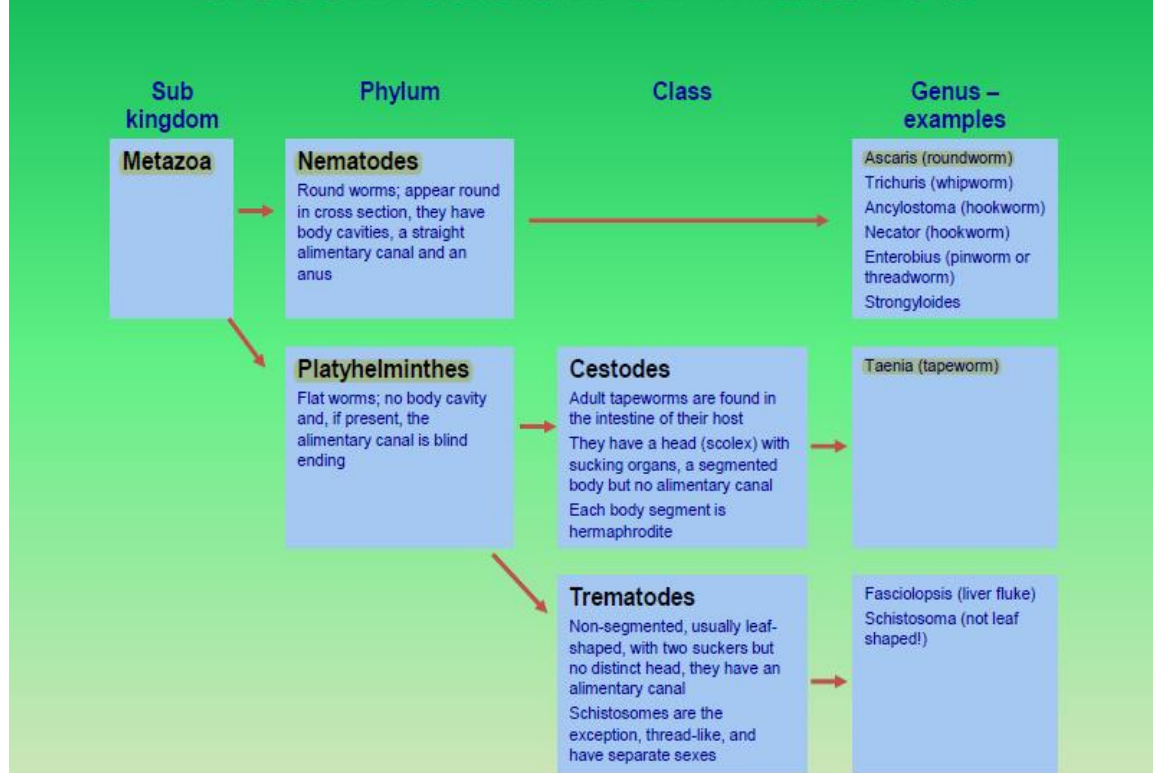 Sub
kingdom
Phylum
Class
Genus –
examples
Metazoa
Nematodes
Round worms; appear round
in cross section, they have
body cavities, a straight
alimentary canal and an
anus
Ascaris (roundworm)
Trichuris (whipworm)
Ancylostoma (hookworm)
Necator (hookworm)
Enterobius (pinworm or
threadworm)
Strongyloides
Platyhelminthes
Flat worms; no body cavity
and, if present, the
alimentary canal is blind
ending
Cestodes
Adult tapeworms are found in
the intestine of their host
They have a head (scolex) with
sucking organs, a segmented
body but no alimentary canal
Each body segment is
hermaphrodite
Taenia (tapeworm)
Trematodes
Non-segmented, usually leaf-
shaped, with two suckers but
no distinct head, they have an
alimentary canal
Schistosomes are the
exception, thread-like, and
have separate sexes
Fasciolopsis (liver fluke)
Schistosoma (not leaf
shaped!)